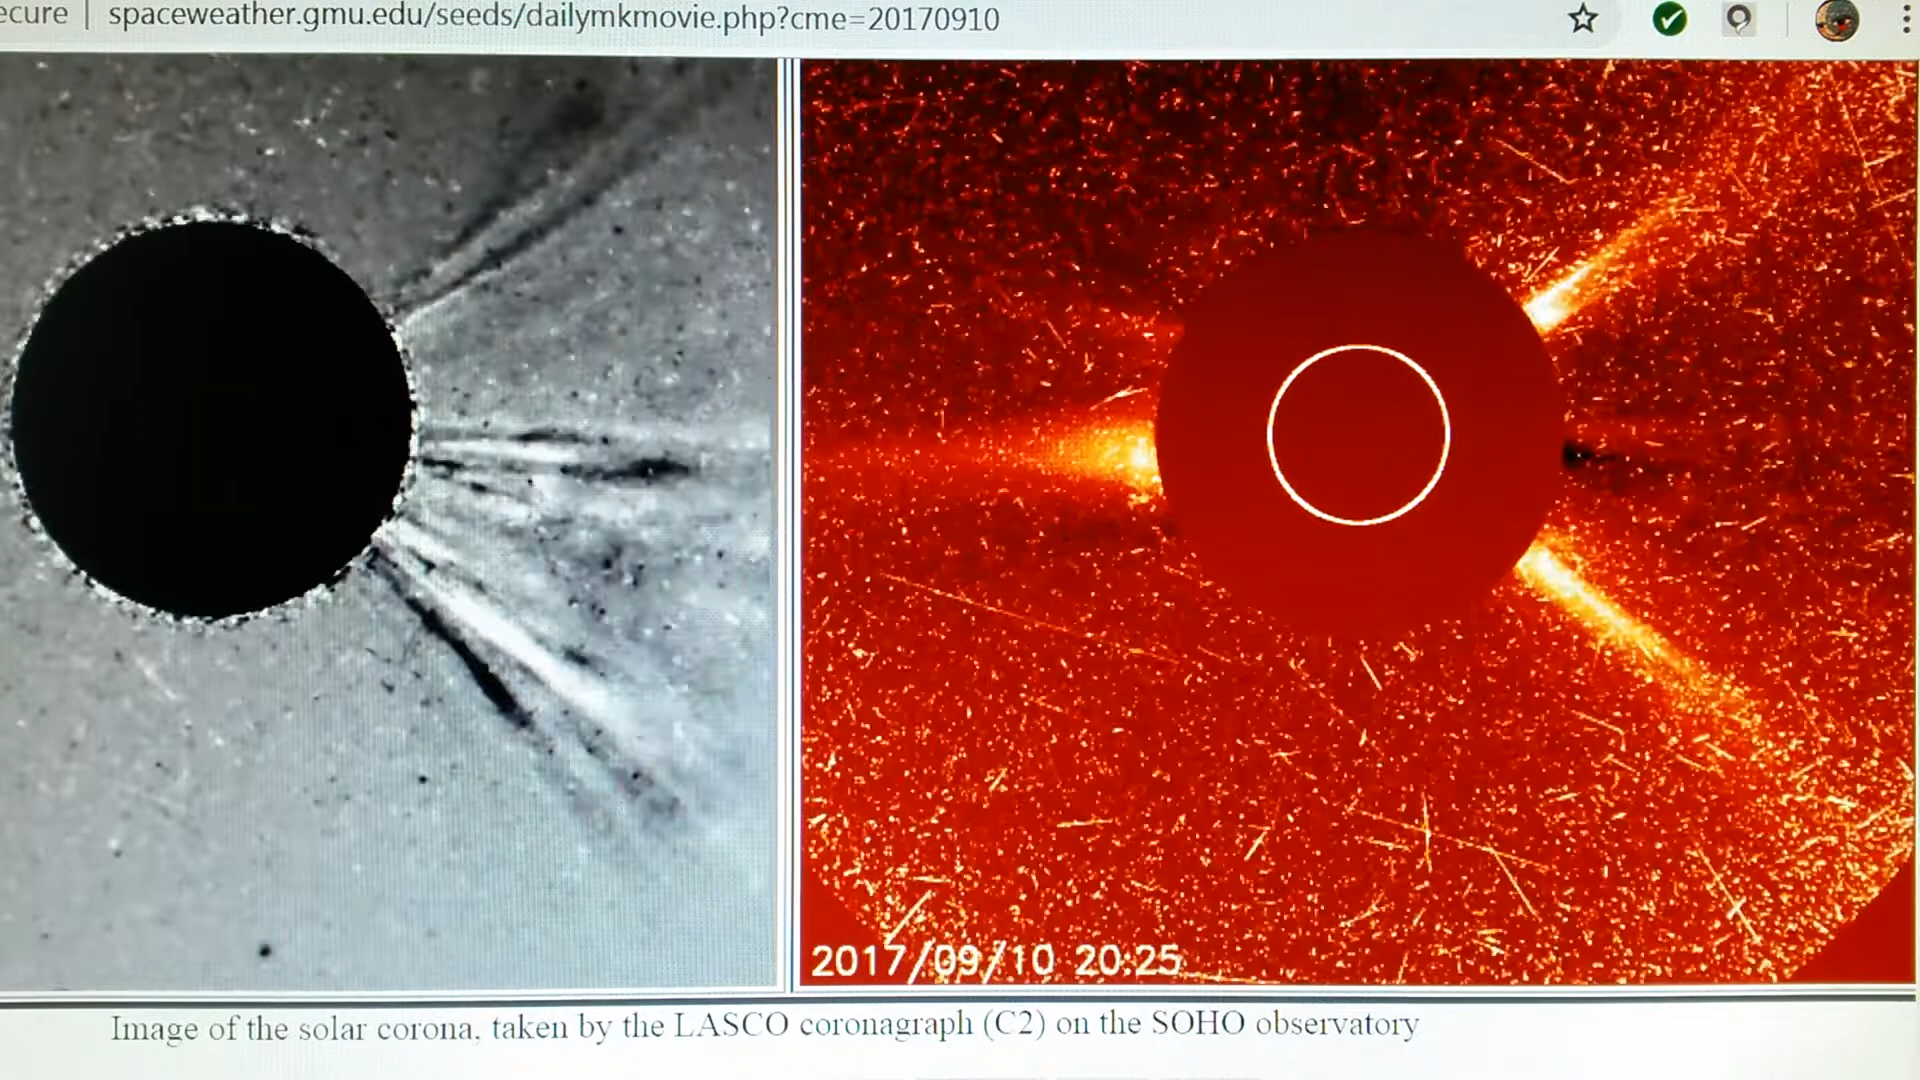 ecure | spaceweather.gmu.edu/seeds/dailymkmovie.php?cme=20170910
2017/09/10 20:25
Image of the solar corona, taken by the LASCO coronagraph (C2) on the SOHO observatory